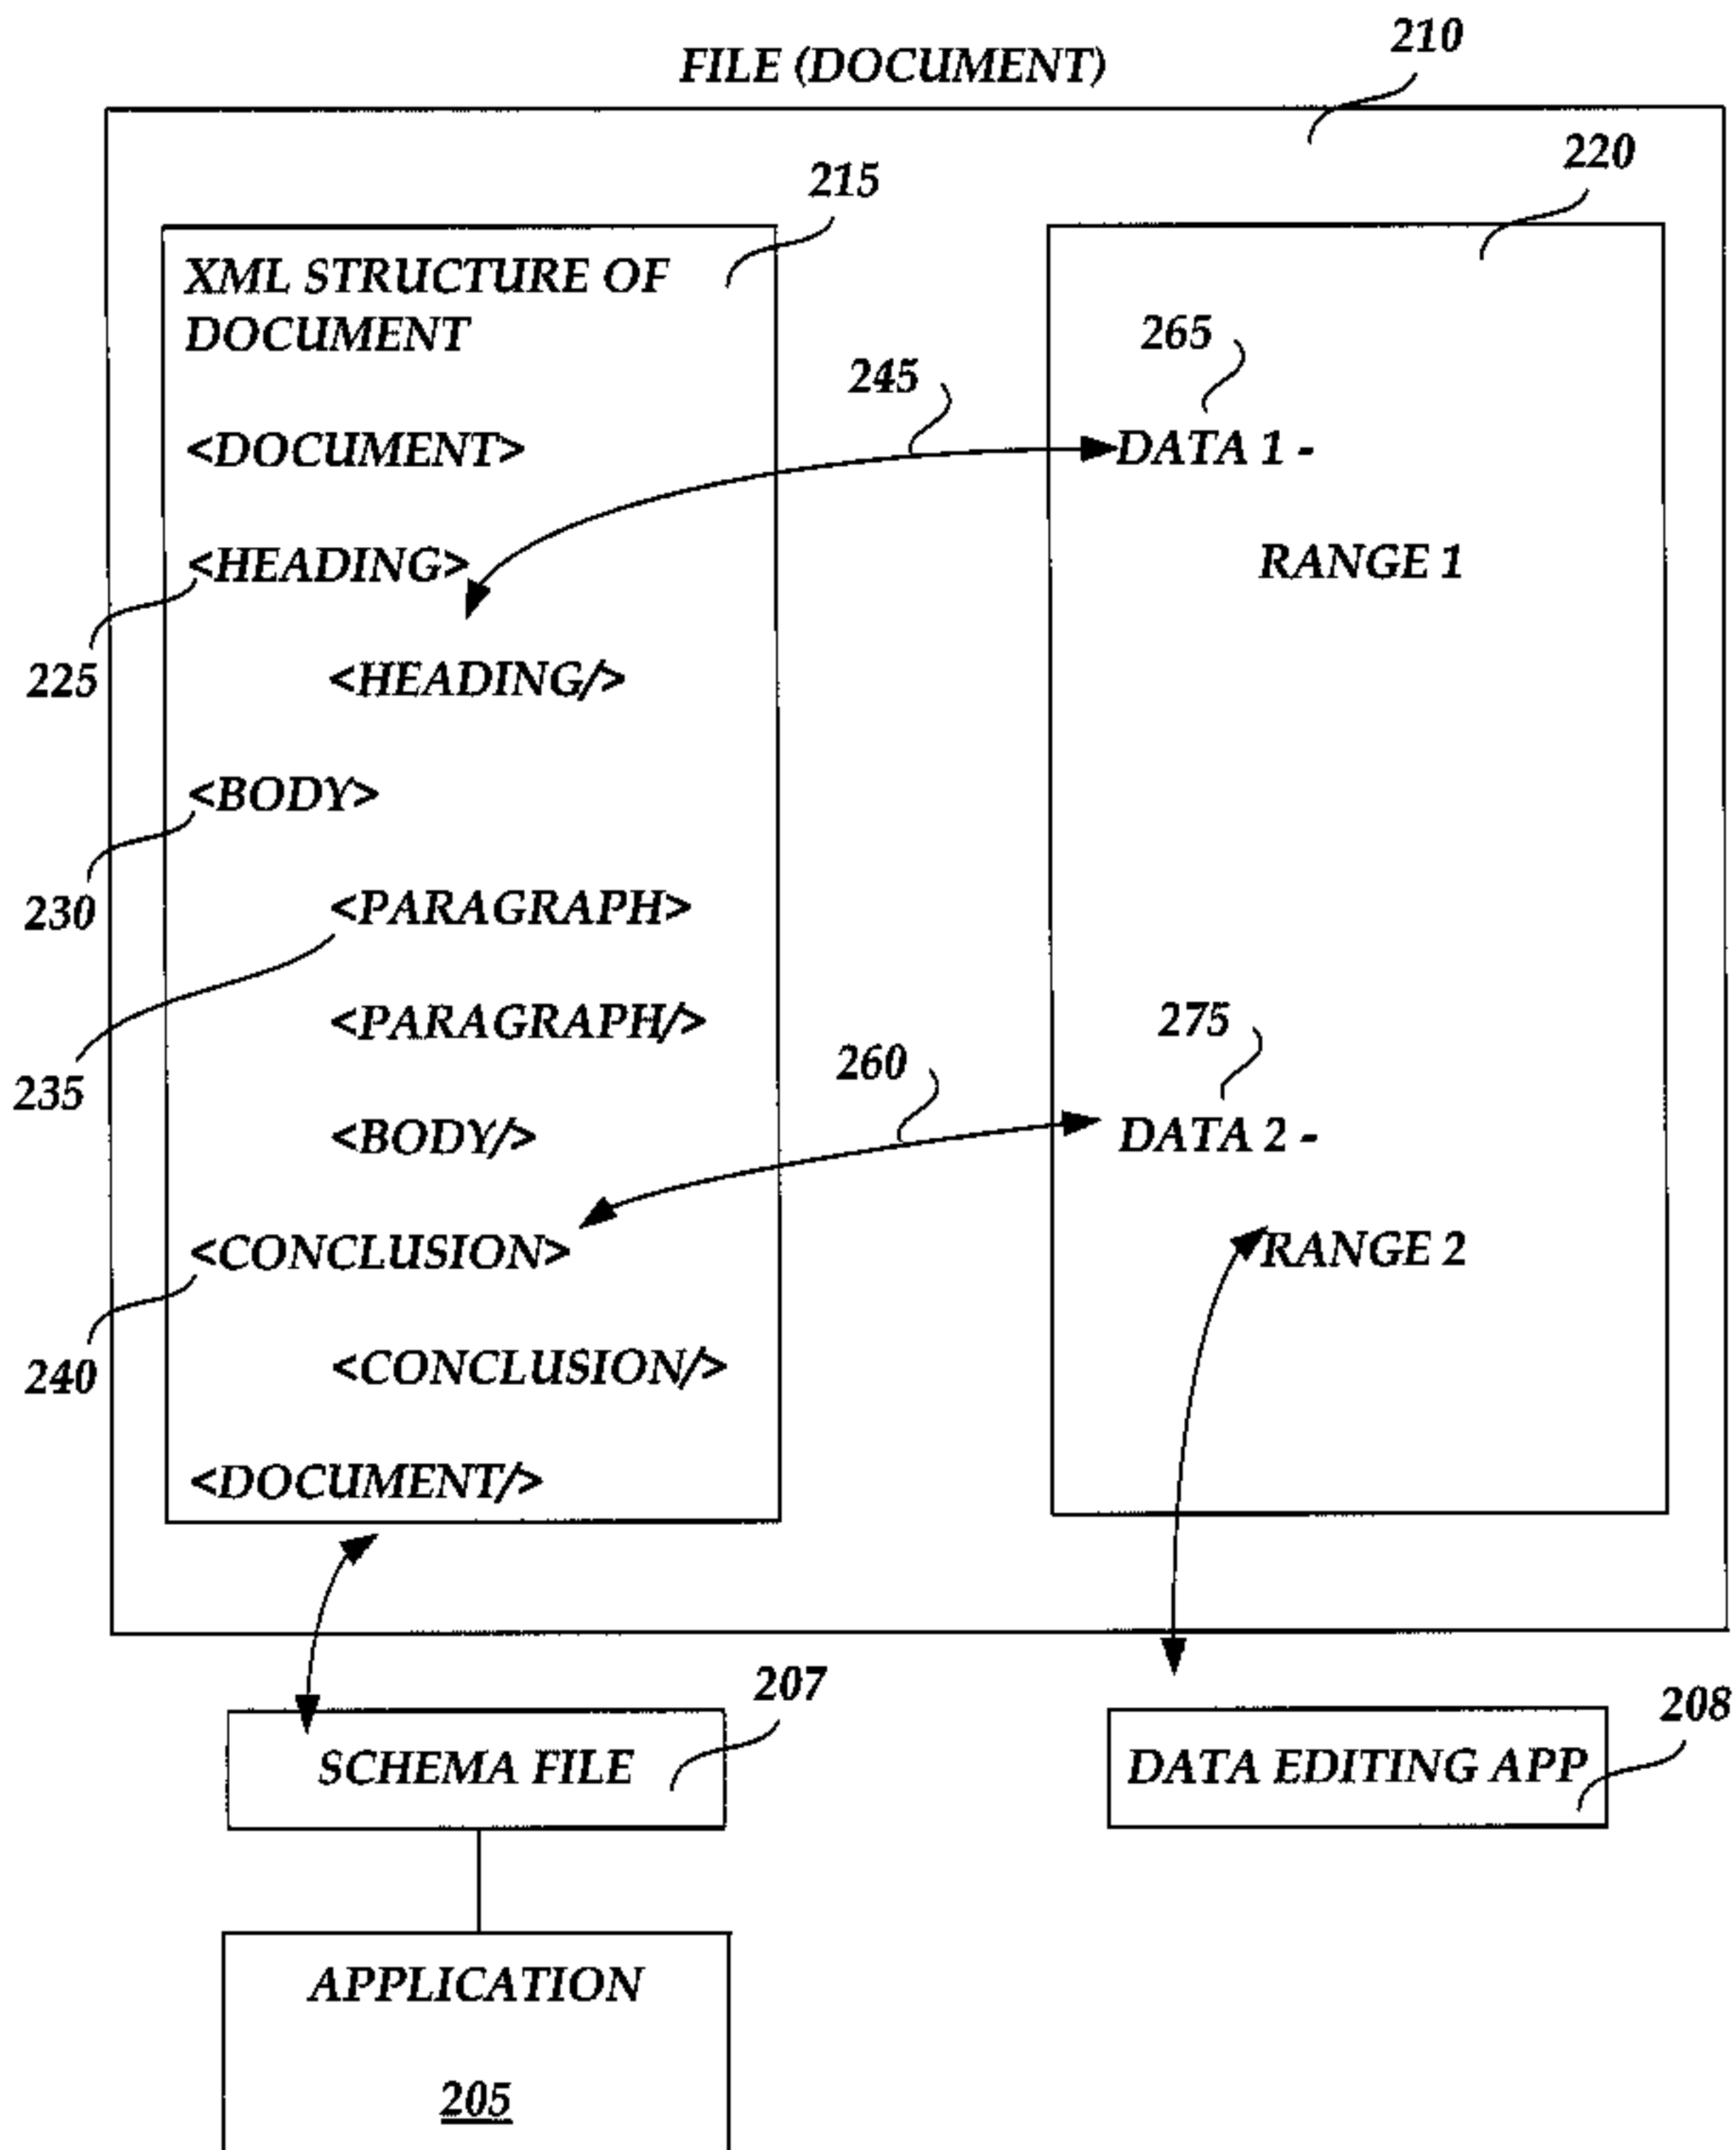 FILE (DOCUMENT)
210
220
215
XML STRUCTURE OF
DOCUMENT
265
245
<DOCUMENT>
DATA 1 -
<HEADING>
RANGE 1
225
<HEADING/>
<BODY>
230
<PARAGRAPH>
<PARAGRAPH/>
275
235
260
<BODY/>
DATA 2 -
<CONCLUSION>
RANGE 2
240
<CONCLUSION/>
<DOCUMENT/>
207
208
SCHEMA FILE
DATA EDITING APP
APPLICATION
205